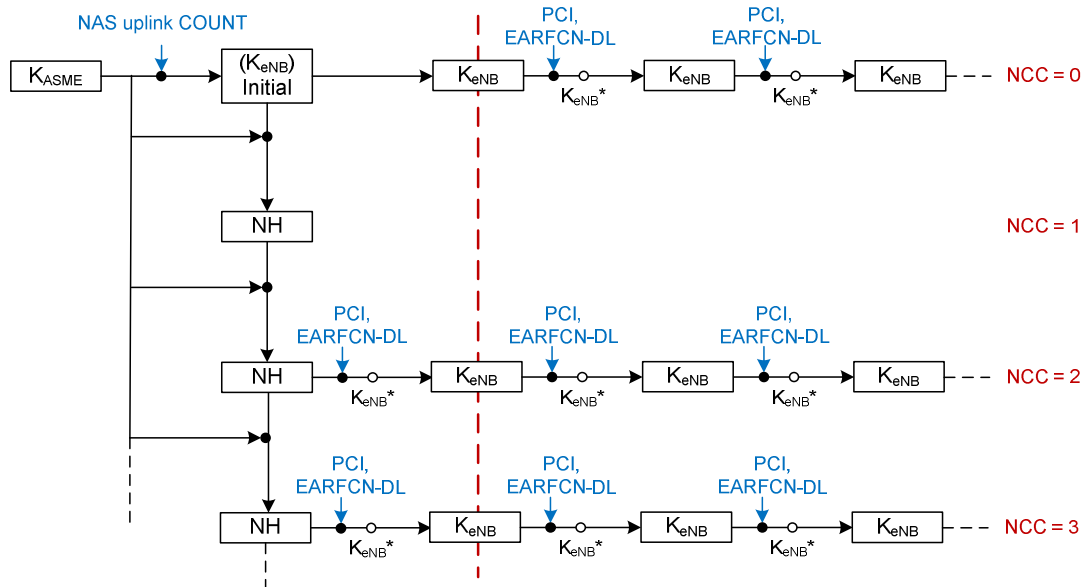 NAS uplink COUNT
PCI,
EARFCN-DL
PCI,
EARFCN-DL
KASME
(KeNB)
Initial
KeNB
KeNB*
KeNB
KeNB*
KeNB
NCC = 0
NH
NCC = 1
PCI,
EARFCN-DL
PCI,
EARFCN-DL
PCI,
EARFCN-DL
NH
KeNB*
KeNB
KeNB*
KeNB
KeNB*
KeNB
NCC = 2
PCI,
EARFCN-DL
PCI,
EARFCN-DL
PCI,
EARFCN-DL
NH
KeNB*
KeNB
KeNB*
KeNB
KeNB*
KeNB
NCC = 3